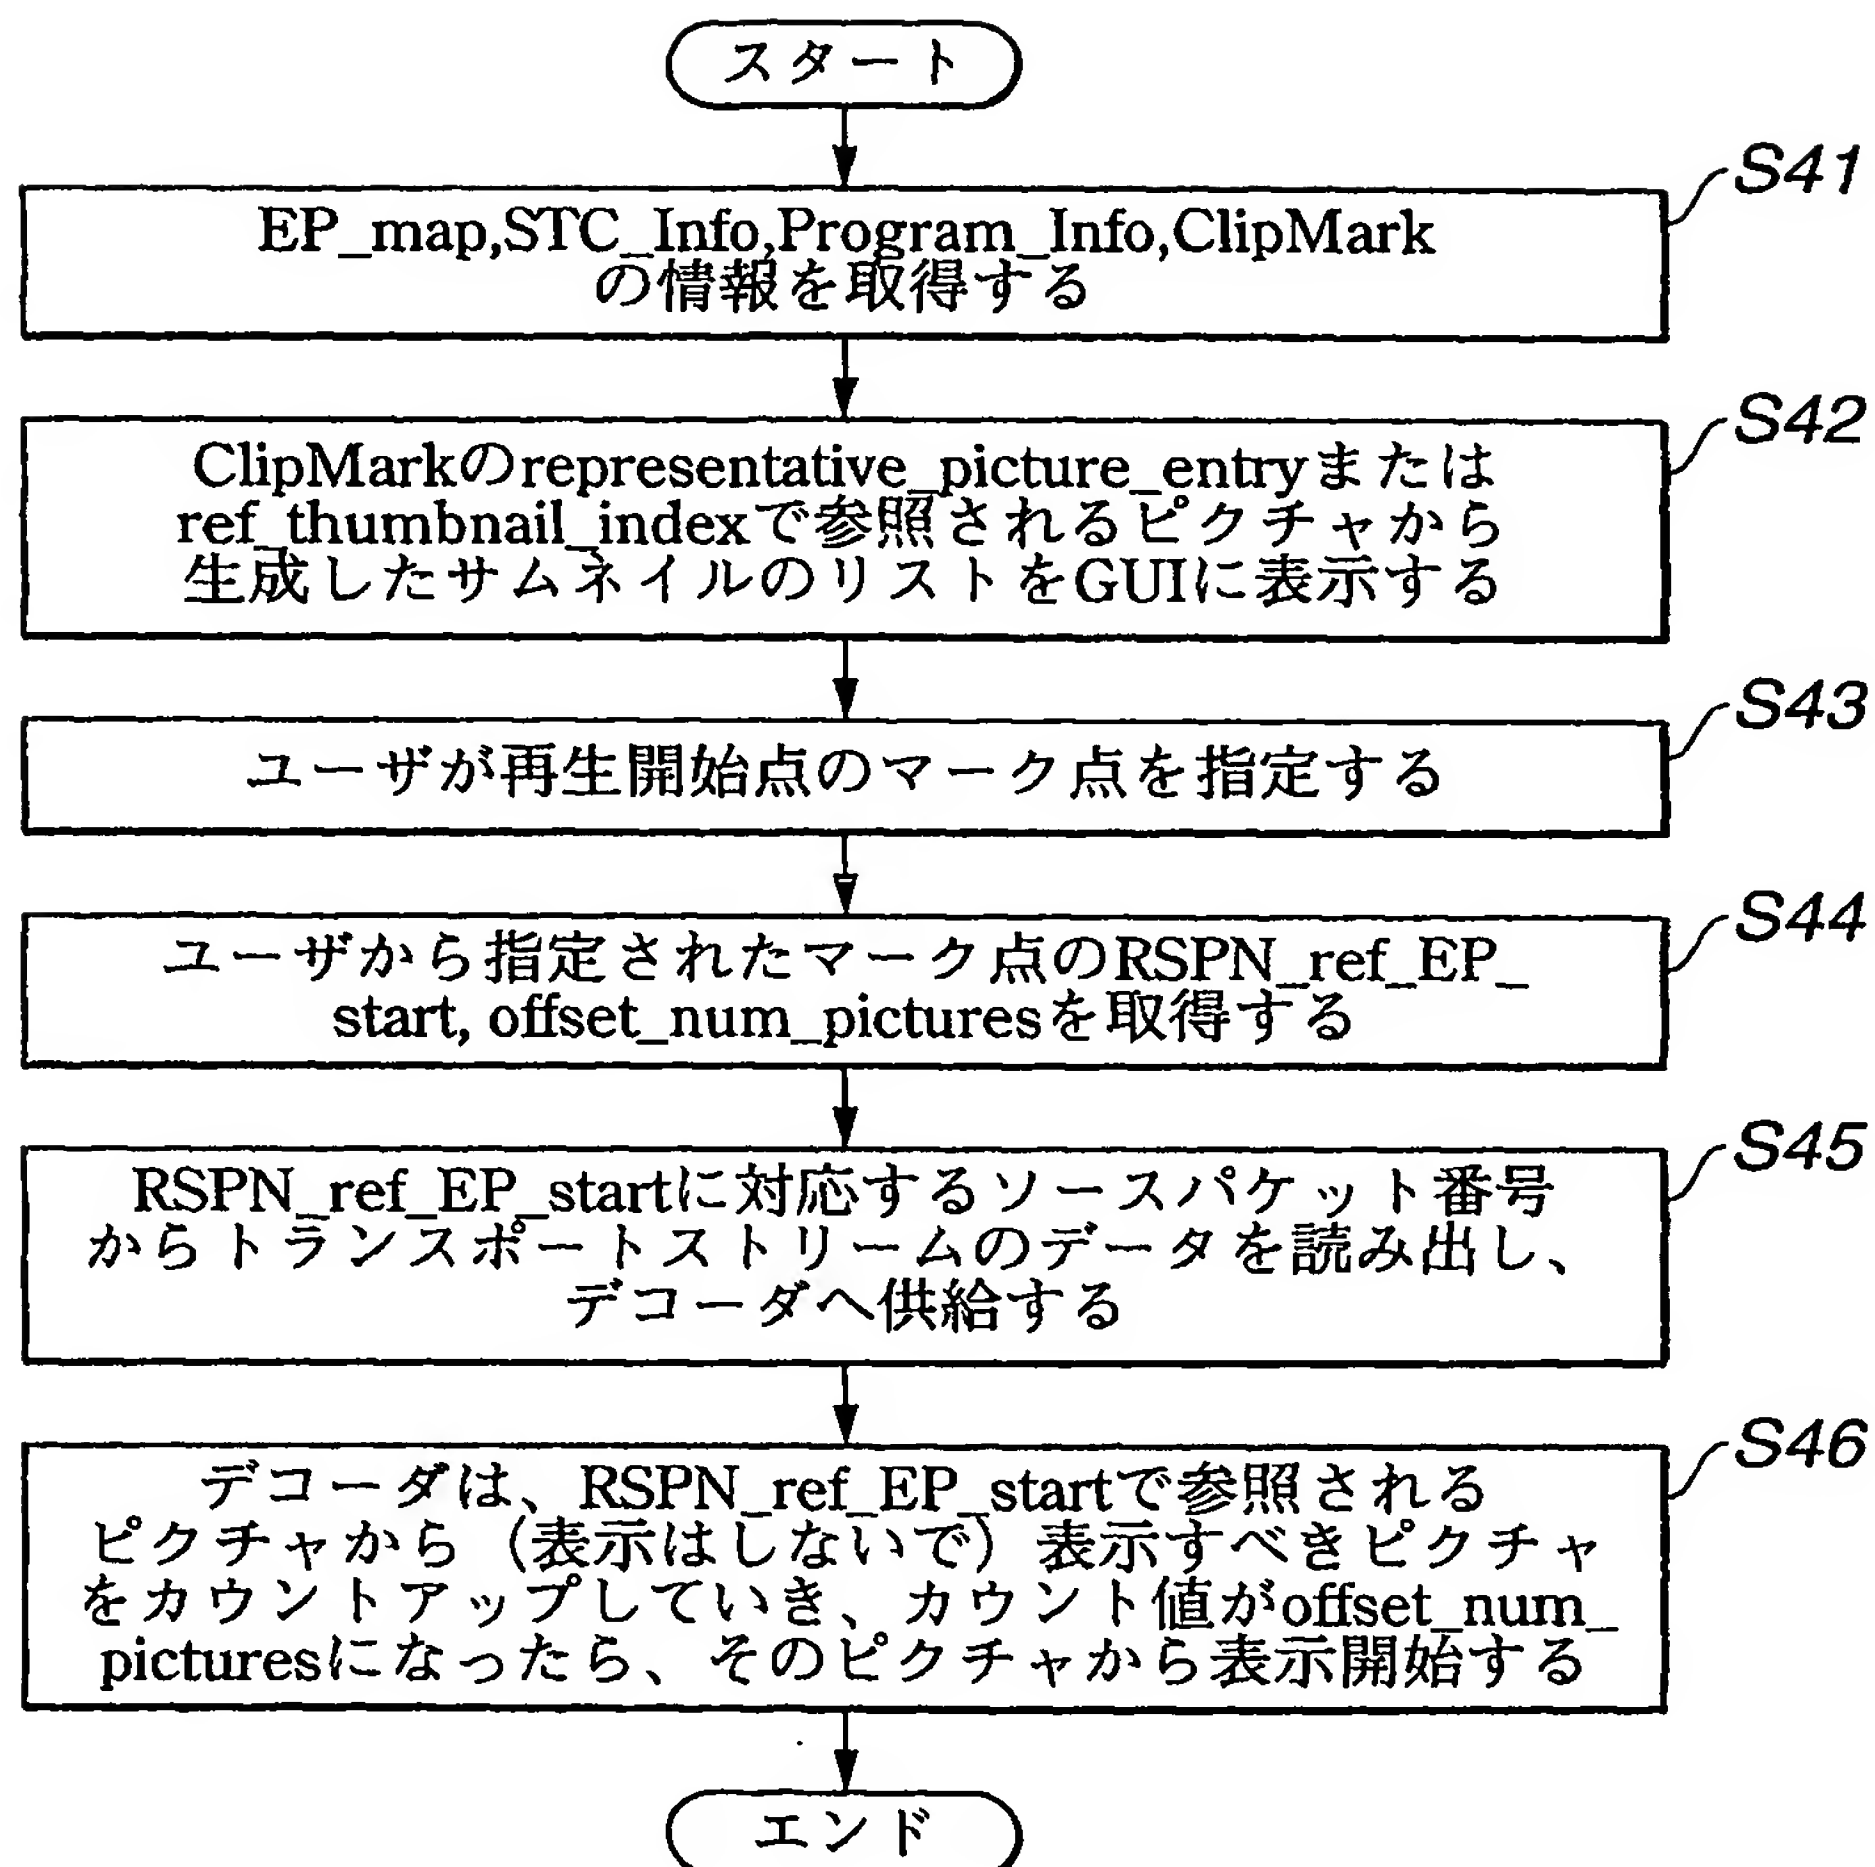 スタート
S41
EP_map,STC_Info,Program_Info,ClipMark
の情報を取得する
S42
ClipMarkのrepresentative_picture_entryまたは
ref_thumbnail_indexで参照されるピクチャから
生成したサムネイルのリストをGUIに表示する
S43
ユーザが再生開始点のマーク点を指定する
S44
ユーザから指定されたマーク点のRSPN_ref_EP_
start, offset_num_picturesを取得する
S45
RSPN_ref_EP_startに対応するソースパケット番号
からトランスポートストリームのデータを読み出し、
デコーダへ供給する
S46
デコーダは、RSPN_ref_EP_startで参照される
ピクチャから（表示はしないで）表示すべきピクチャ
をカウントアップしていき、カウント値がoffset_num_
picturesになったら、そのピクチャから表示開始する
エンド